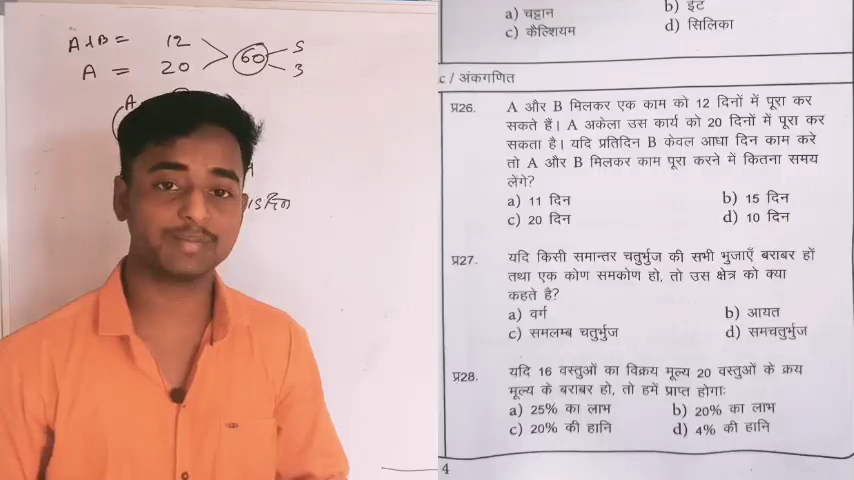 A+B = 12
A = 20
60
5
3
A
15 दिन
a) चट्टान
b) ईंट
c) कैल्शियम
d) सिलिका
c / अंकगणित
प्र26. A और B मिलकर एक काम को 12 दिनों में पूरा कर
सकते हैं। A अकेला उस कार्य को 20 दिनों में पूरा कर
सकता है। यदि प्रतिदिन B केवल आधा दिन काम करे
तो A और B मिलकर काम पूरा करने में कितना समय
लेंगे?
a) 11 दिन b) 15 दिन
c) 20 दिन d) 10 दिन
प्र27. यदि किसी समान्तर चतुर्भुज की सभी भुजाएँ बराबर हों
तथा एक कोण समकोण हो, तो उस क्षेत्र को क्या
कहते है?
a) वर्ग b) आयत
c) समलम्ब चतुर्भुज d) समचतुर्भुज
प्र28. यदि 16 वस्तुओं का विक्रय मूल्य 20 वस्तुओं के क्रय
मूल्य के बराबर हो, तो हमें प्राप्त होगाः
a) 25% का लाभ b) 20% का लाभ
c) 20% की हानि d) 4% की हानि
4